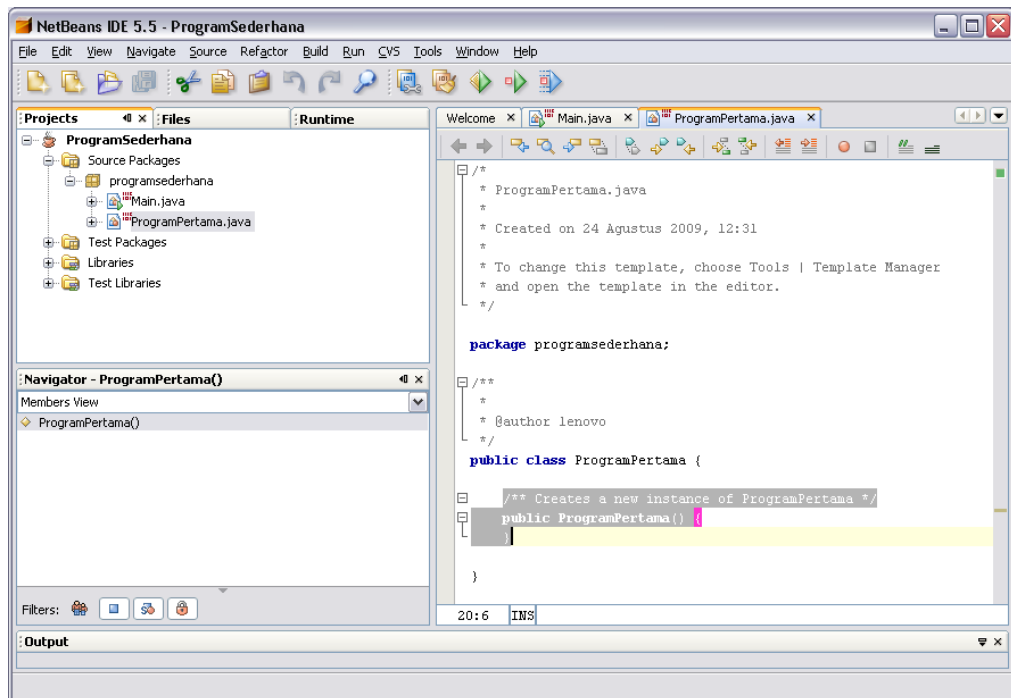 NetBeans IDE 5.5 - ProgramSederhana
File Edit View Navigate Source Refactor Build Run CVS Tools Window Help
Projects Files Runtime
ProgramSederhana
Source Packages
programsederhana
Main.java
ProgramPertama.java
Test Packages
Libraries
Test Libraries
Navigator - ProgramPertama()
Members View
ProgramPertama()
Filters:
Welcome Main.java ProgramPertama.java
/*
* ProgramPertama.java
*
* Created on 24 Agustus 2009, 12:31
*
* To change this template, choose Tools | Template Manager
* and open the template in the editor.
*/
package programsederhana;
/**
*
* @author lenovo
*/
public class ProgramPertama {
/** Creates a new instance of ProgramPertama */
public ProgramPertama() {
}
}
20:6 INS
Output